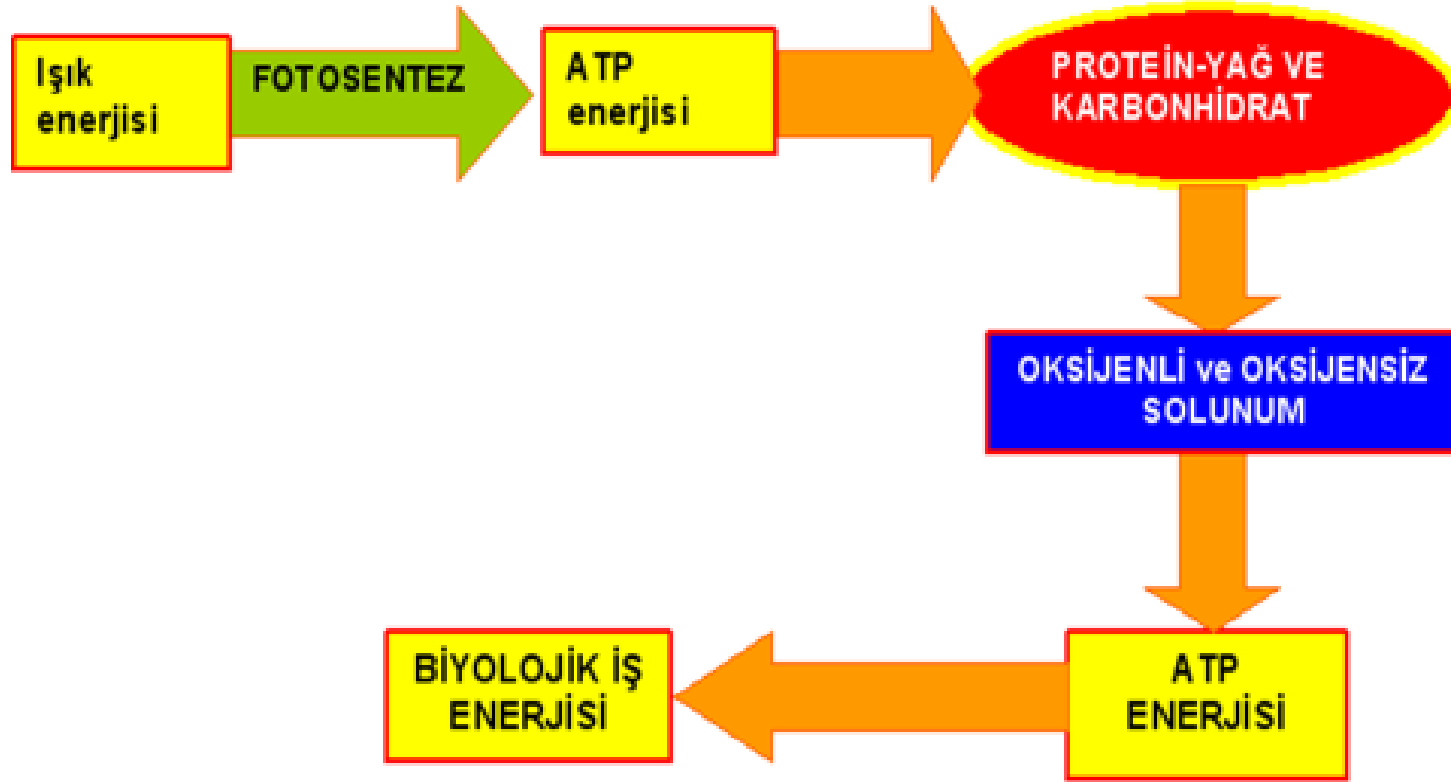 Işık
enerjisi
FOTOSENTEZ
ATP
enerjisi
PROTEİN-YAĞ VE
KARBONHİDRAT
OKSİJENLİ ve OKSİJENSİZ
SOLUNUM
ATP
ENERJİSİ
BİYOLOJİK İŞ
ENERJİSİ